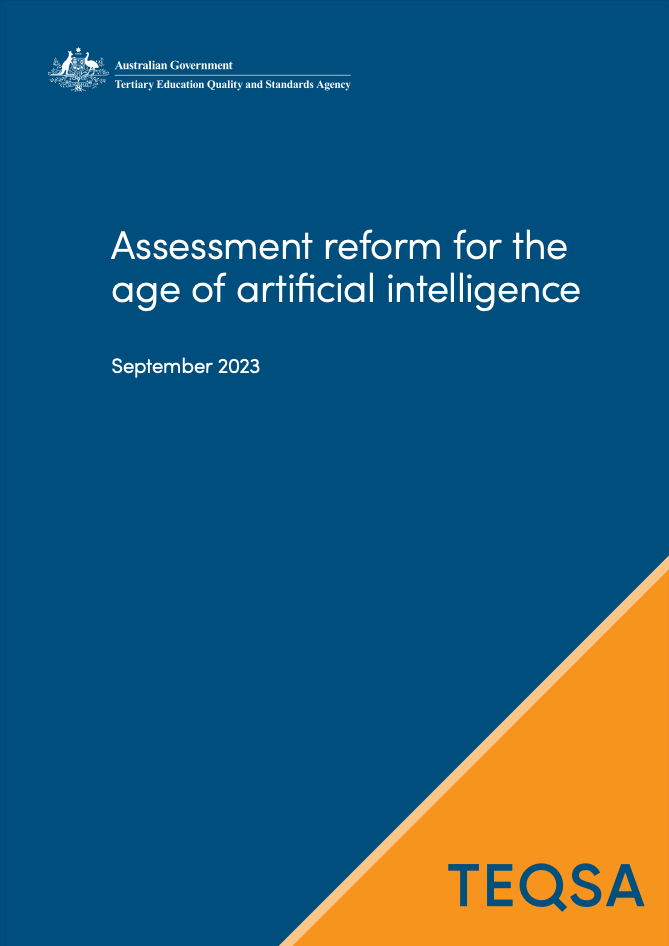 Australian Government
Tertiary Education Quality and Standards Agency
Assessment reform for the
age of artificial intelligence
September 2023
TEQSA